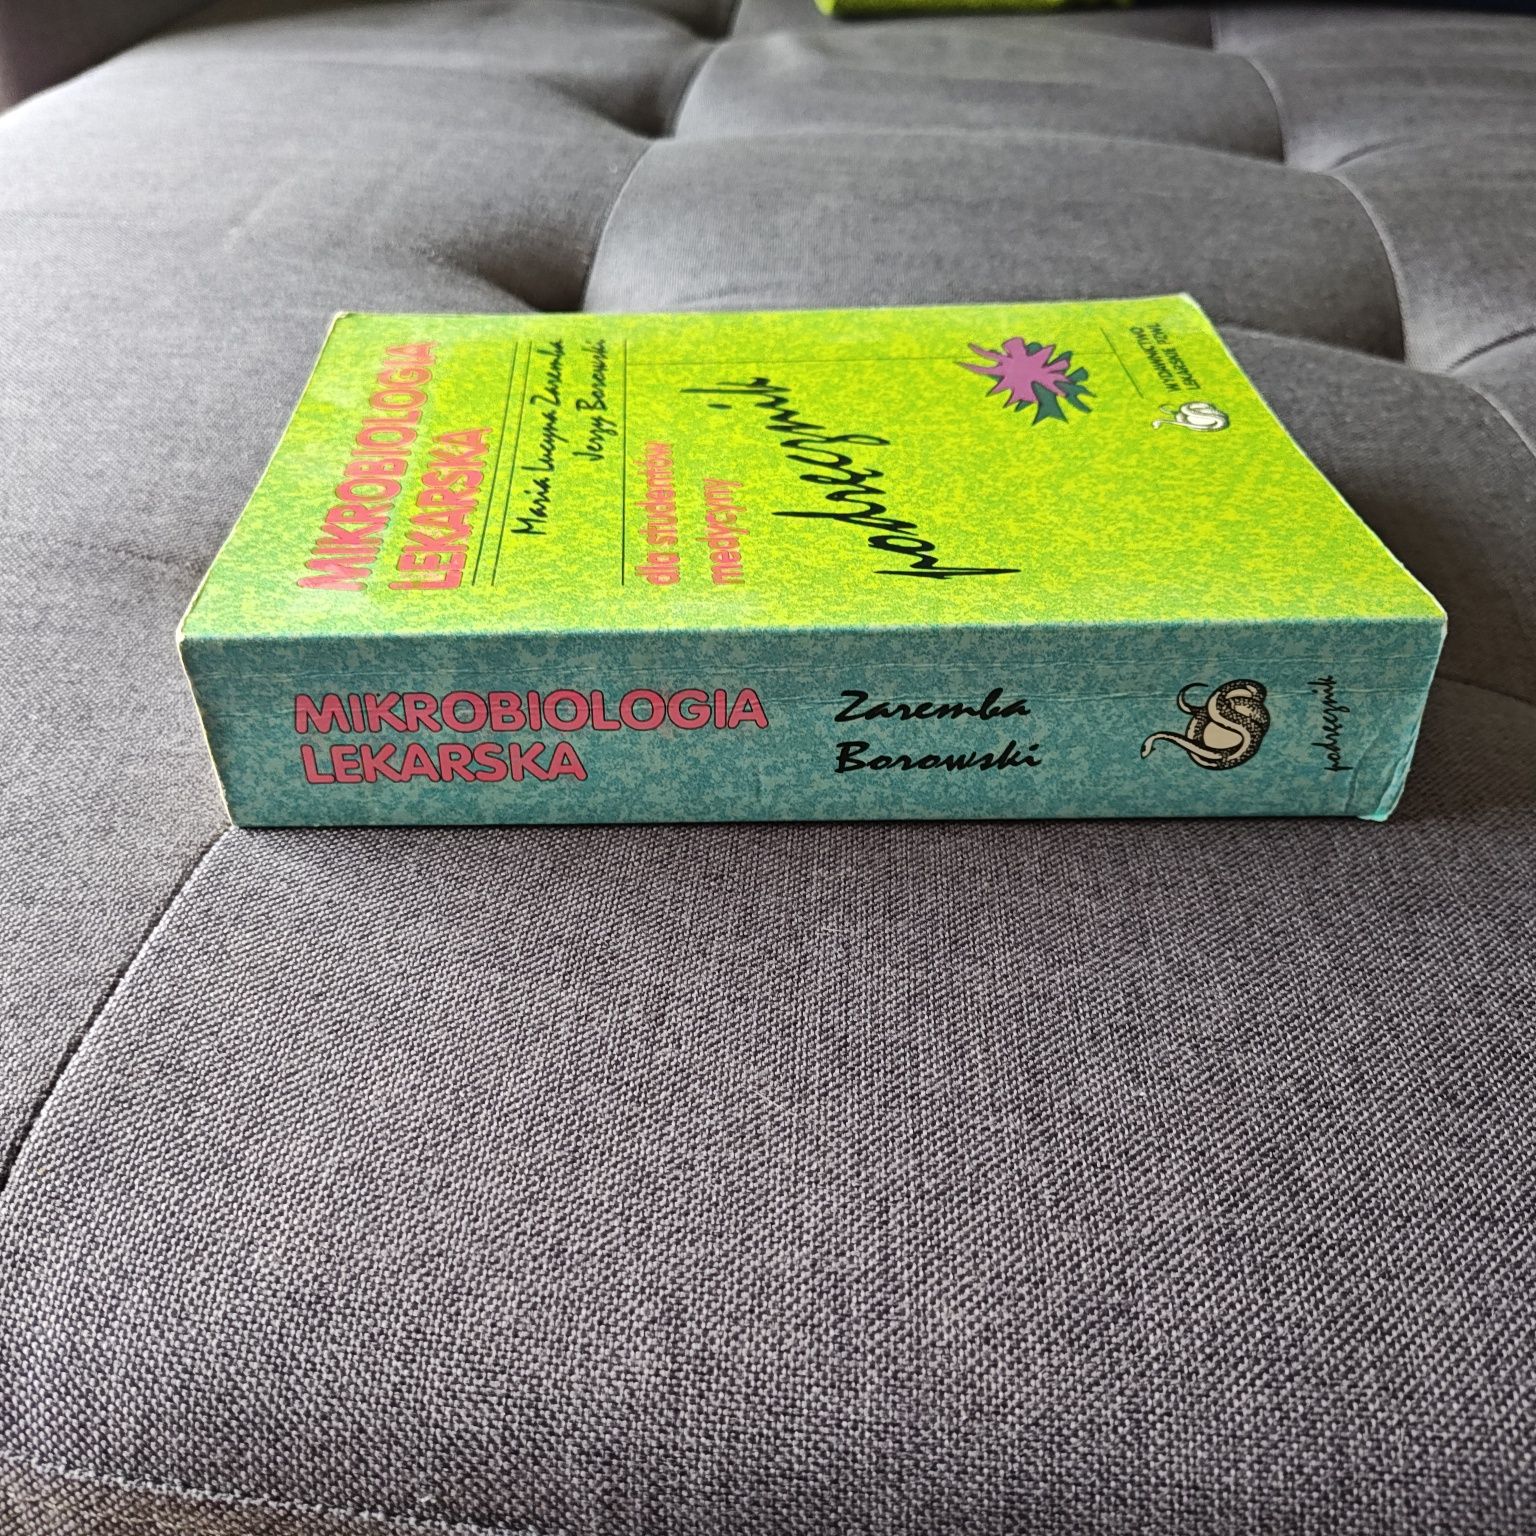 MIKROBIOLOGIA
LEKARSKA
Maria Lucyna Zaremba
Jerzy Borowski
dla studentów
medycyny
podręcznik
WYDAWNICTWO
LEKARSKIE PZWL
MIKROBIOLOGIA
LEKARSKA
Zaremba
Borowski
podręcznik